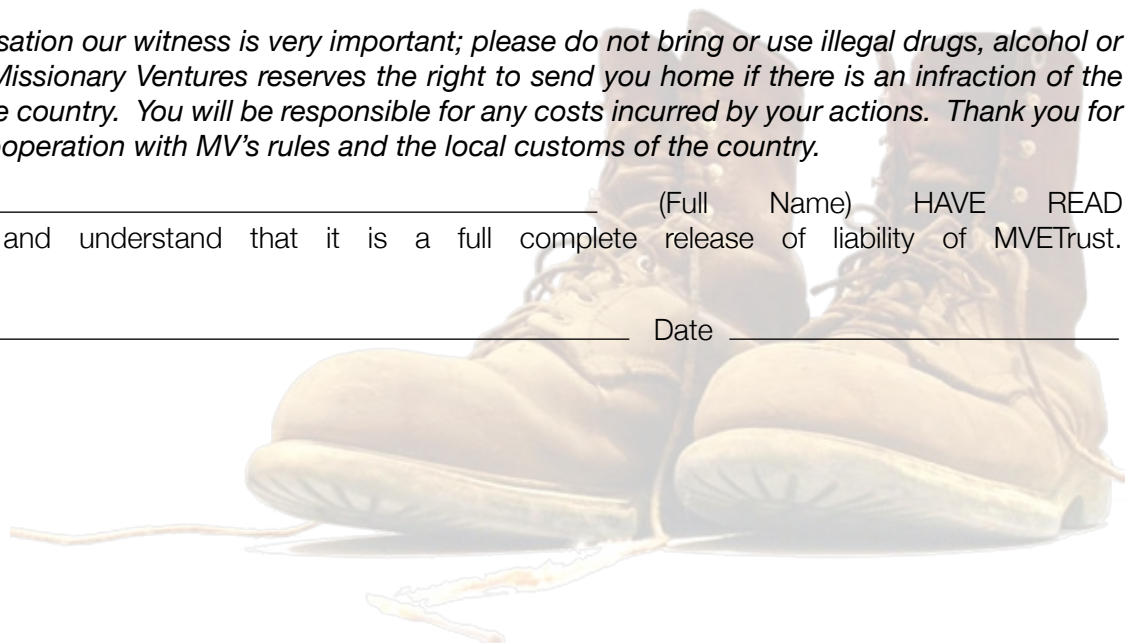 sation our witness is very important; please do not bring or use illegal drugs, alcohol or
Missionary Ventures reserves the right to send you home if there is an infraction of the
e country. You will be responsible for any costs incurred by your actions. Thank you for
ooperation with MV's rules and the local customs of the country.
(Full Name) HAVE READ
and understand that it is a full complete release of liability of MVETrust.
Date